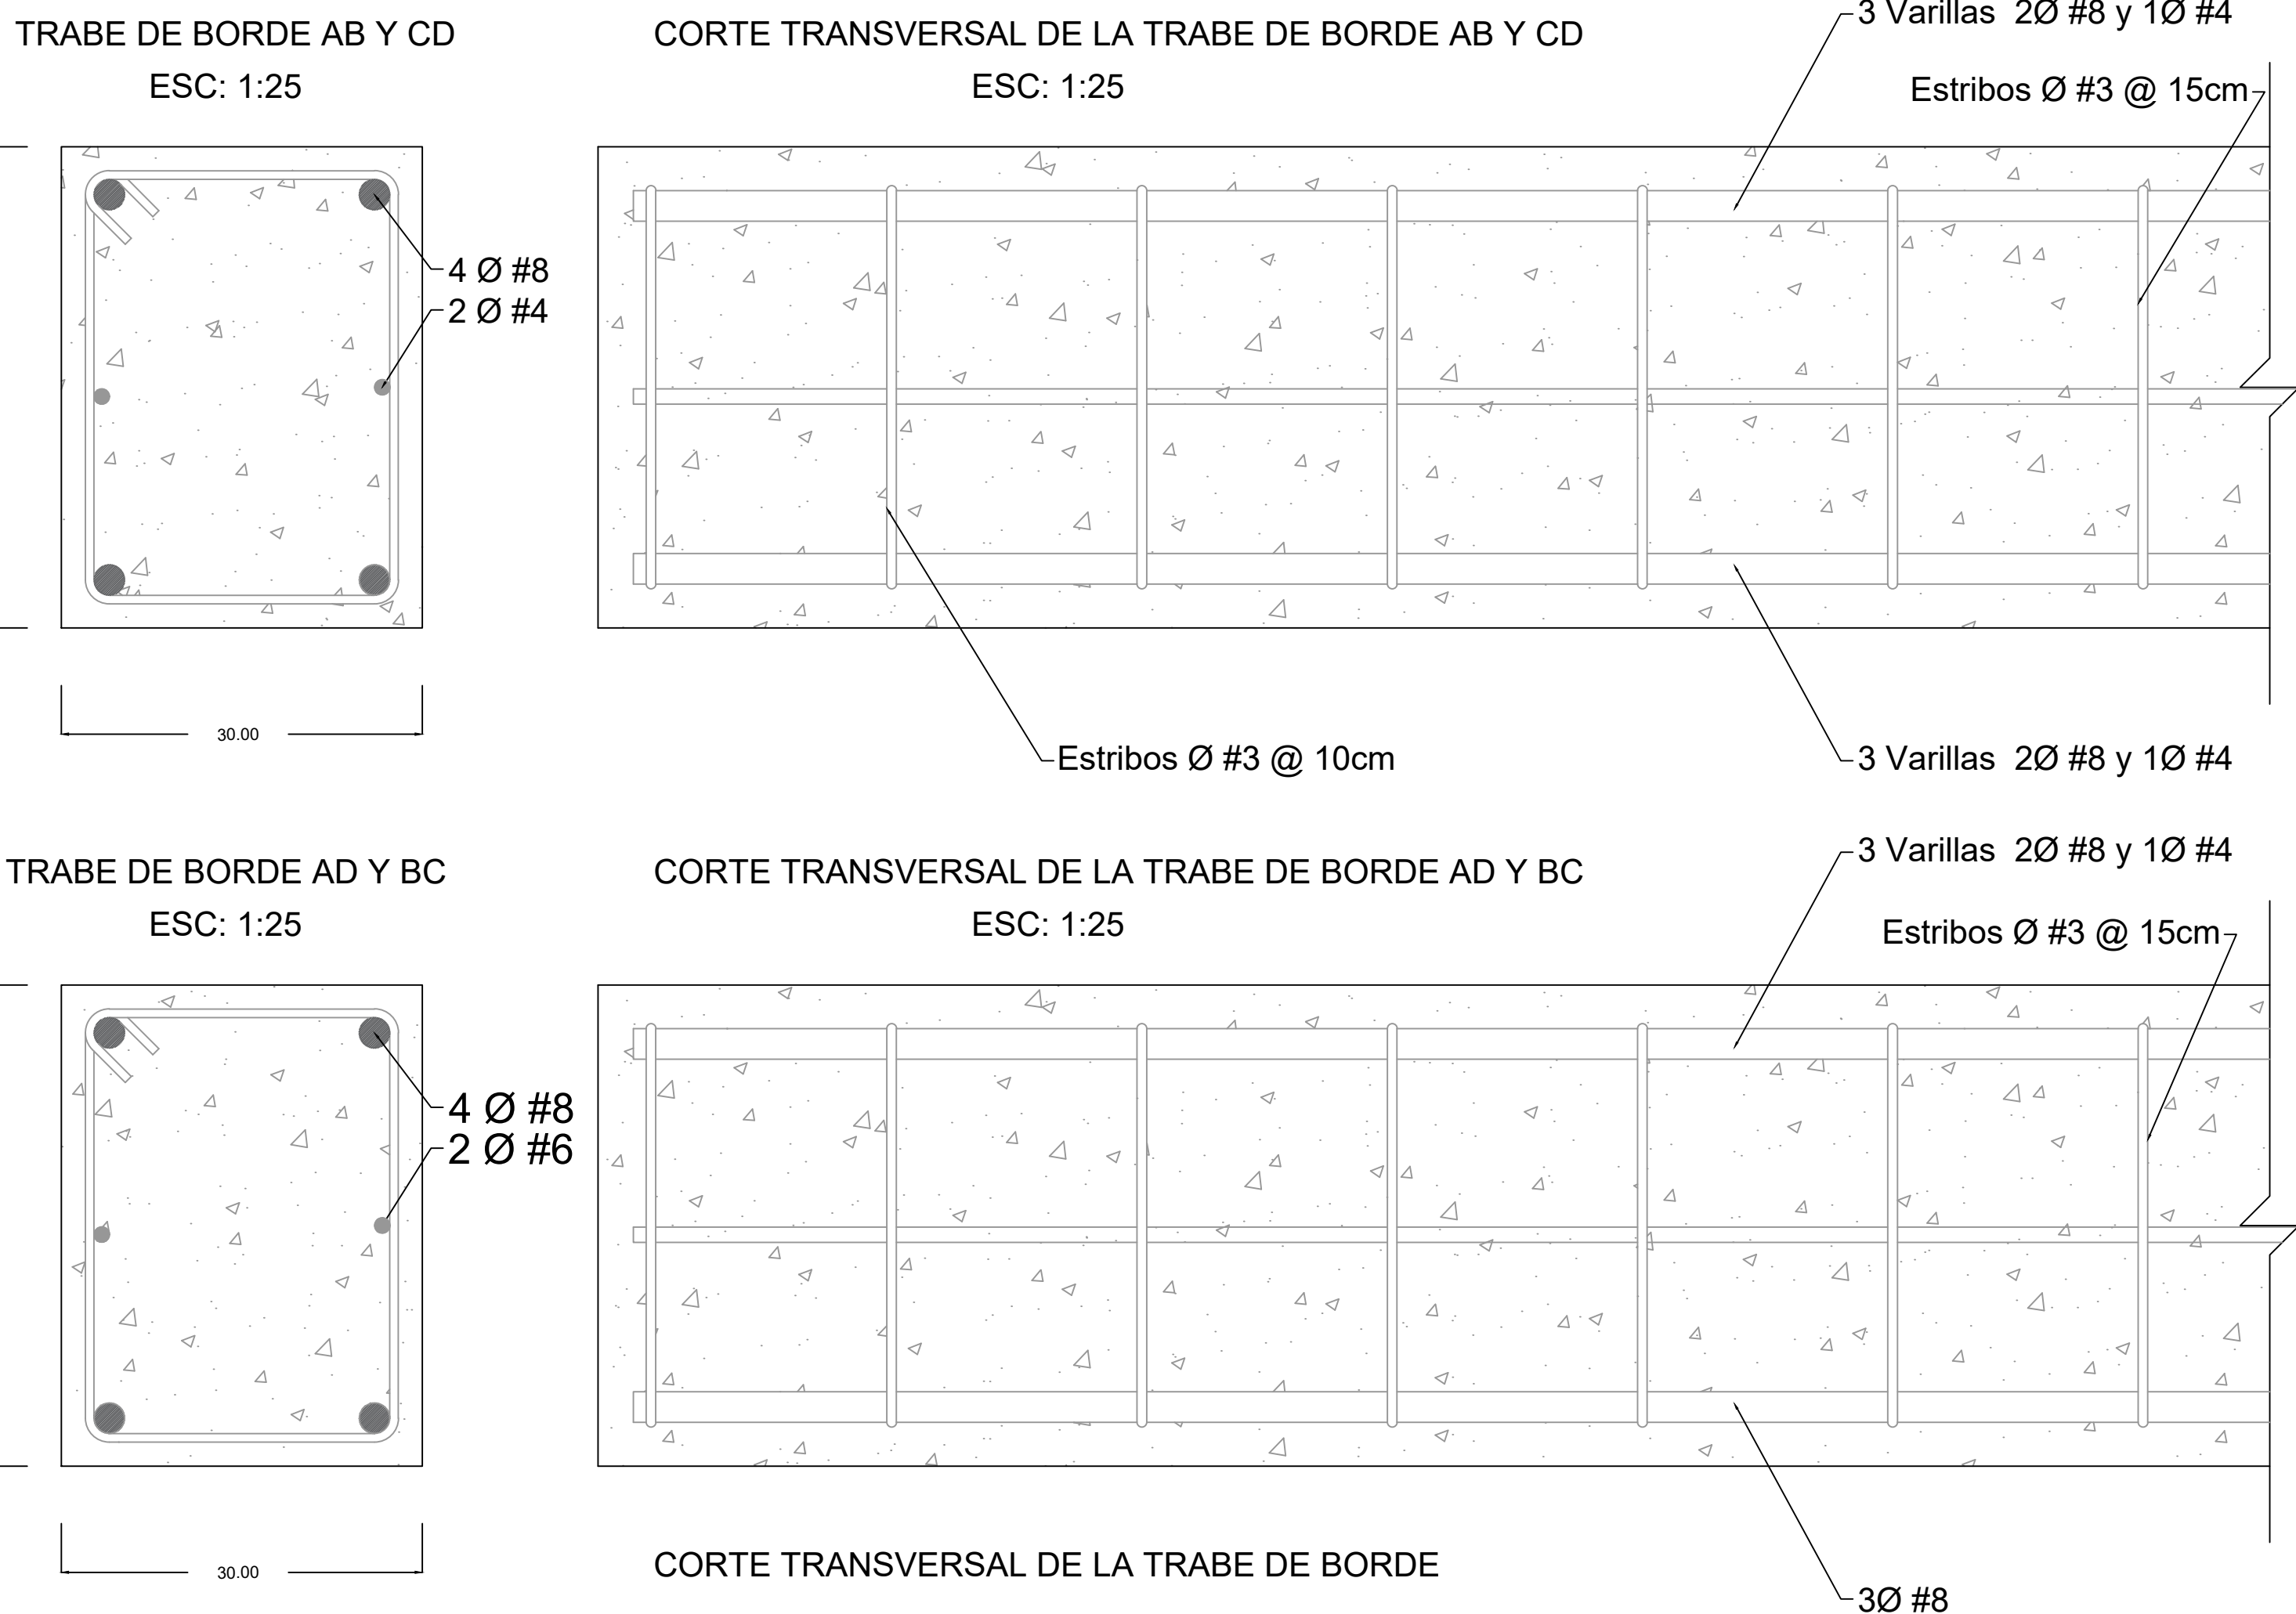 TRABE DE BORDE AB Y CD
ESC: 1:25
CORTE TRANSVERSAL DE LA TRABE DE BORDE AB Y CD
ESC: 1:25
3 Varillas 2Ø #8 y 1Ø #4
Estribos Ø #3 @ 15cm
4 Ø #8
2 Ø #4
30.00
Estribos Ø #3 @ 10cm
3 Varillas 2Ø #8 y 1Ø #4
TRABE DE BORDE AD Y BC
ESC: 1:25
CORTE TRANSVERSAL DE LA TRABE DE BORDE AD Y BC
ESC: 1:25
3 Varillas 2Ø #8 y 1Ø #4
Estribos Ø #3 @ 15cm
4 Ø #8
2 Ø #6
30.00
CORTE TRANSVERSAL DE LA TRABE DE BORDE
3Ø #8